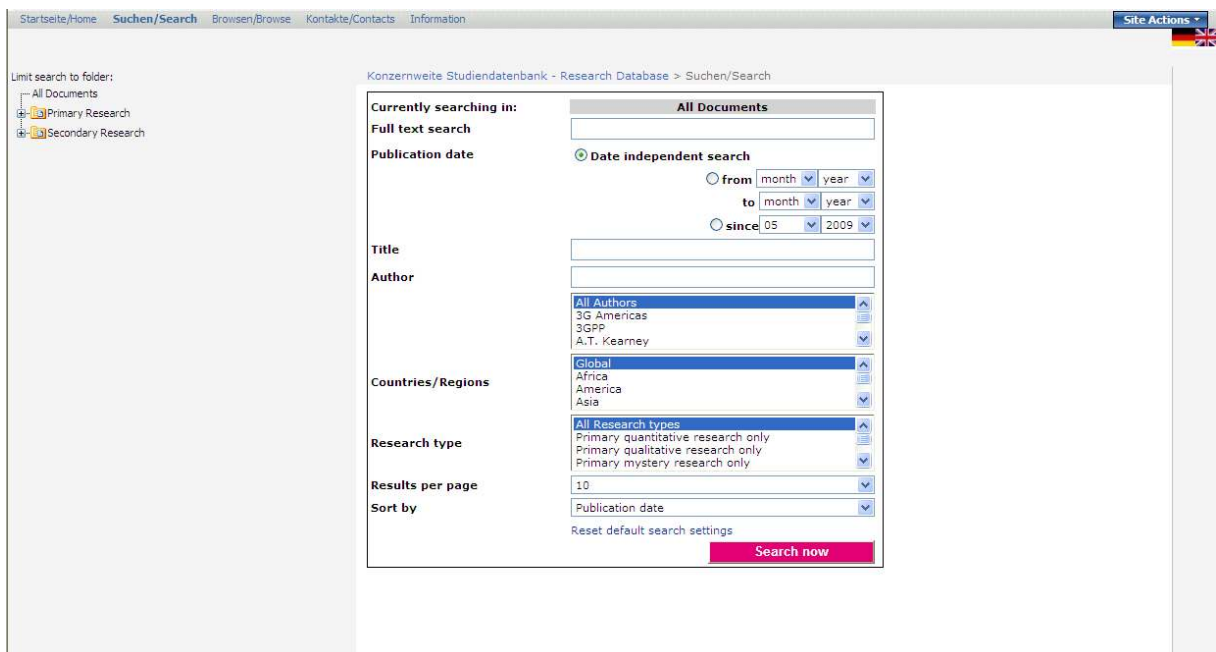 Startseite/Home Suchen/Search Browsen/Browse Kontakte/Contacts Information Site Actions
Limit search to folder:
All Documents
Primary Research
Secondary Research
Konzernweite Studiendatenbank - Research Database > Suchen/Search
Currently searching in: All Documents
Full text search
Publication date Date independent search
from month year
to month year
since 05 2009
Title
Author
All Authors
3G Americas
3GPP
A.T. Kearney
Countries/Regions
Global
Africa
America
Asia
Research type
All Research types
Primary quantitative research only
Primary qualitative research only
Primary mystery research only
Results per page 10
Sort by Publication date
Reset default search settings
Search now